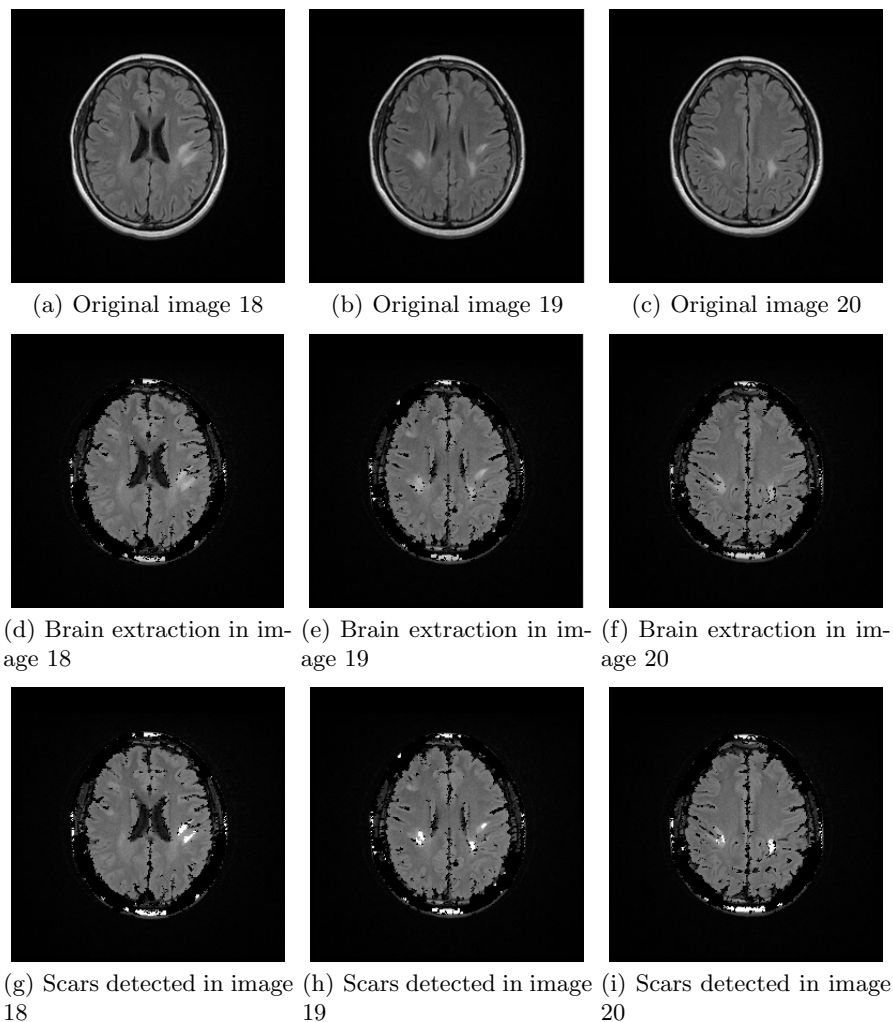 (a) Original image 18
(b) Original image 19
(c) Original image 20
(d) Brain extraction in im-
age 18
(e) Brain extraction in im-
age 19
(f) Brain extraction in im-
age 20
(g) Scars detected in image
18
(h) Scars detected in image
19
(i) Scars detected in image
20